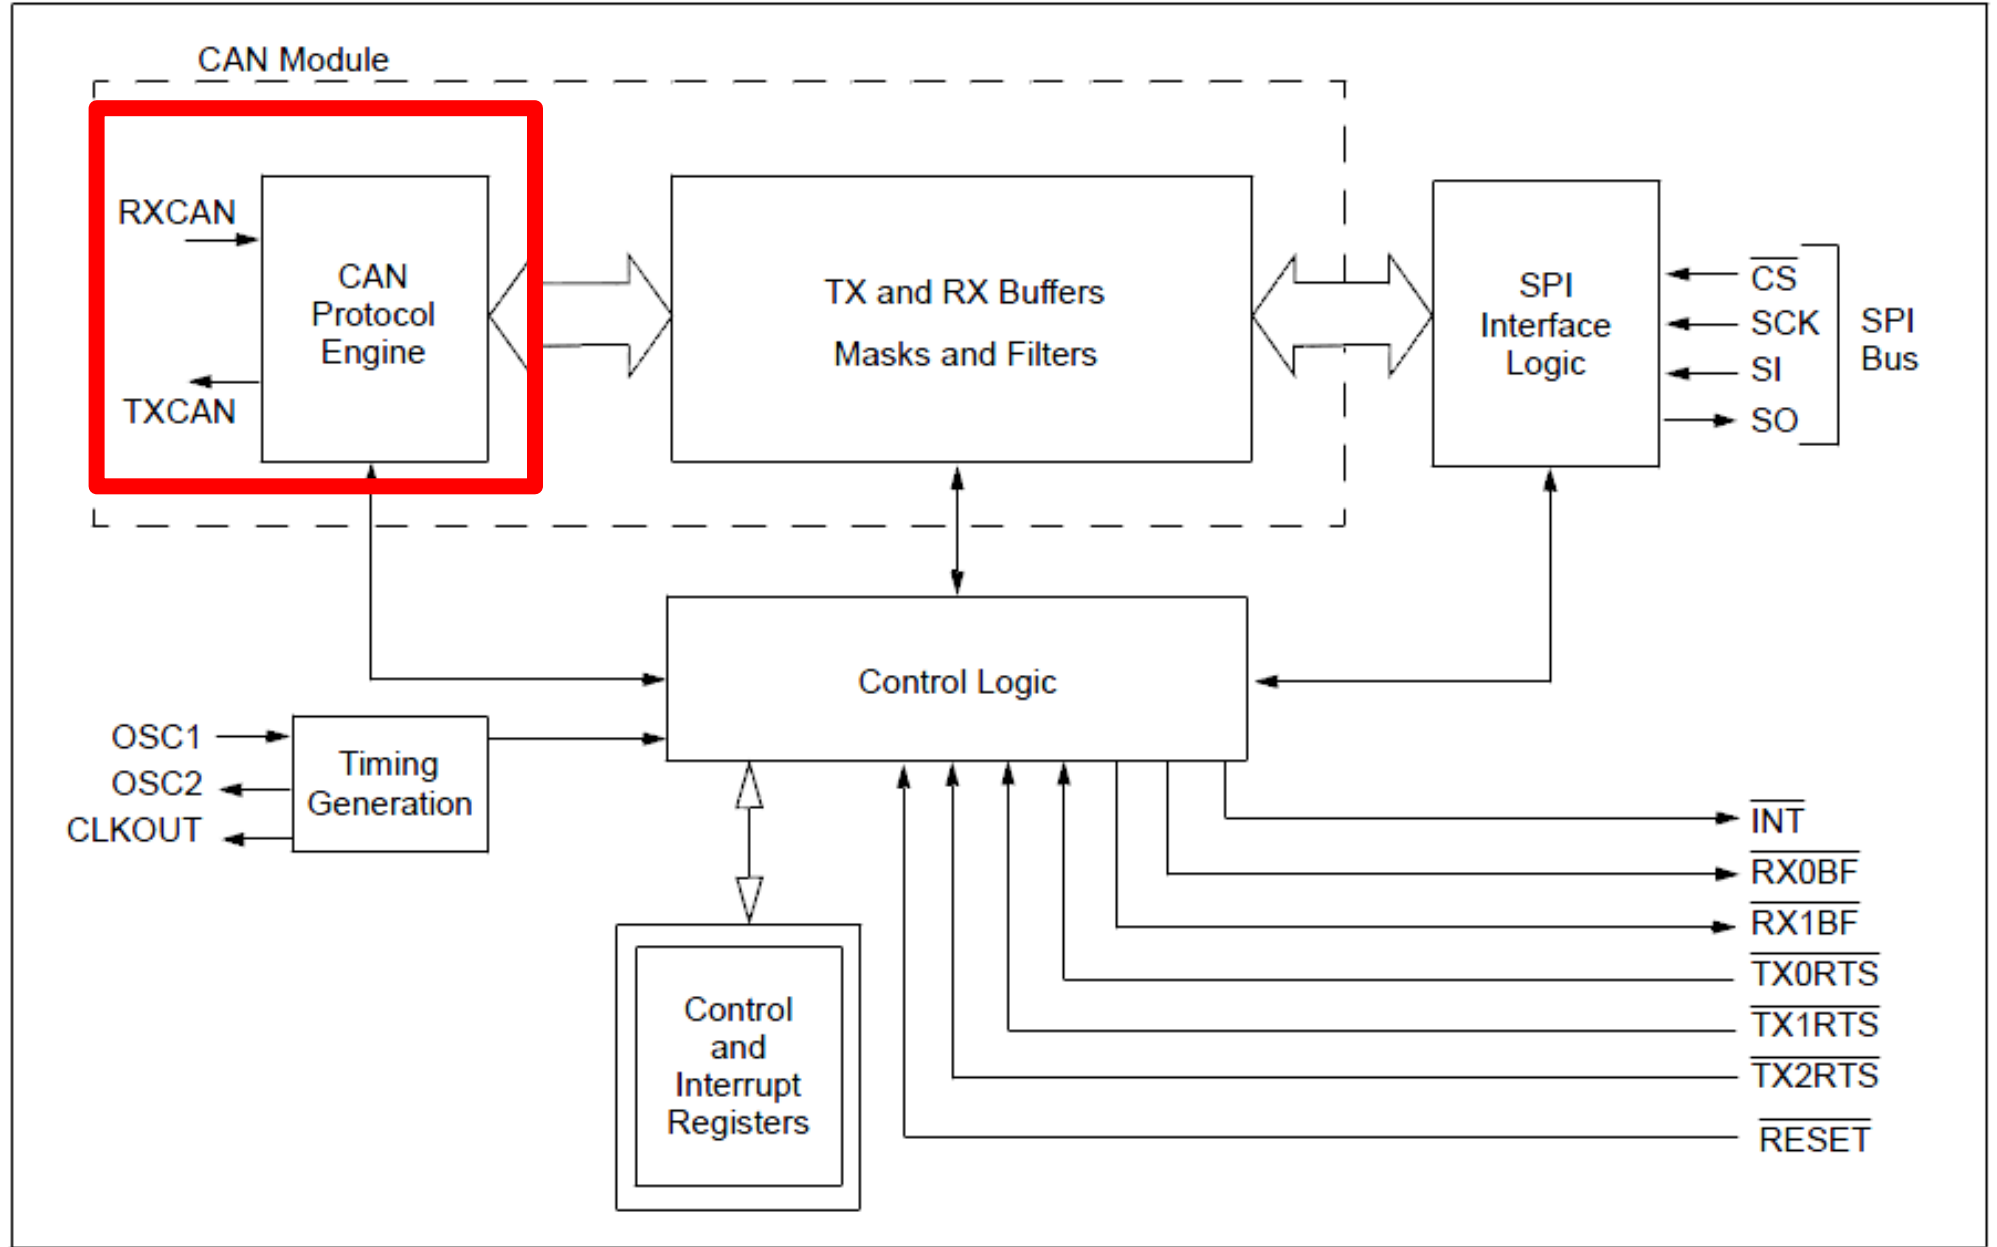 CAN Module
RXCAN
TXCAN
CAN
Protocol
Engine
TX and RX Buffers
Masks and Filters
SPI
Interface
Logic
CS
SCK
SI
SO
SPI
Bus
Control Logic
OSC1
OSC2
CLKOUT
Timing
Generation
Control
and
Interrupt
Registers
INT
RX0BF
RX1BF
TX0RTS
TX1RTS
TX2RTS
RESET